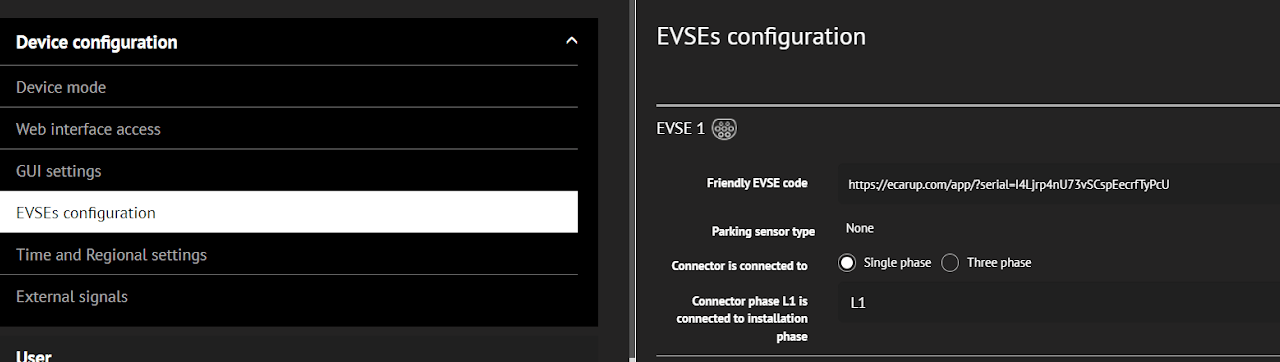 Device configuration
Device mode
Web interface access
GUI settings
EVSEs configuration
Time and Regional settings
External signals
User
EVSEs configuration
EVSE 1
Friendly EVSE code
https://ecarup.com/app/?serial=I4Ljrp4nU73vSCspEecrfTyPcU
Parking sensor type
None
Connector is connected to
Single phase
Three phase
Connector phase L1 is
connected to installation
phase
L1